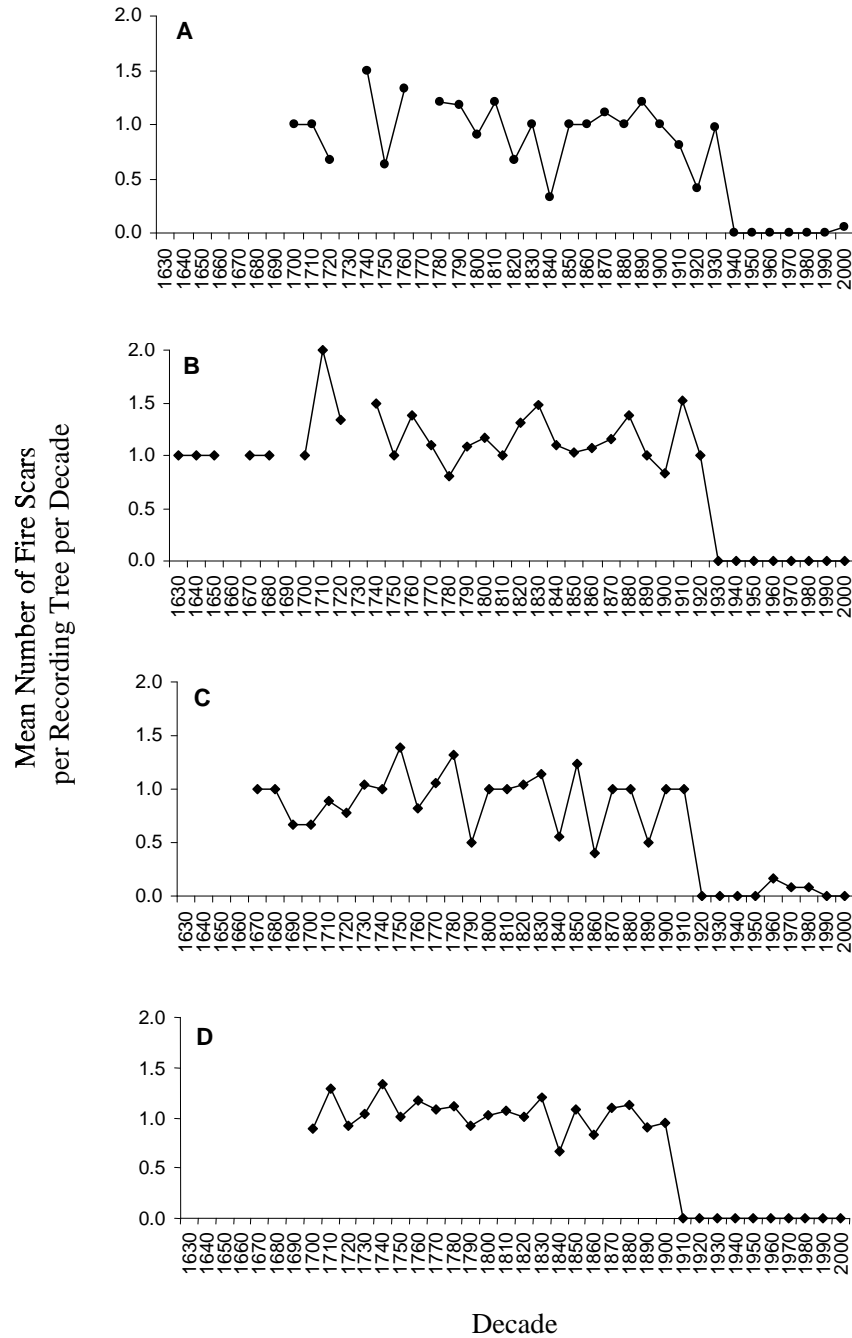 Mean Number of Fire Scars
per Recording Tree per Decade
A
2.0
1.5
1.0
0.5
0.0
1630 1640 1650 1660 1670 1680 1690 1700 1710 1720 1730 1740 1750 1760 1770 1780 1790 1800 1810 1820 1830 1840 1850 1860 1870 1880 1890 1900 1910 1920 1930 1940 1950 1960 1970 1980 1990 2000
B
2.0
1.5
1.0
0.5
0.0
1630 1640 1650 1660 1670 1680 1690 1700 1710 1720 1730 1740 1750 1760 1770 1780 1790 1800 1810 1820 1830 1840 1850 1860 1870 1880 1890 1900 1910 1920 1930 1940 1950 1960 1970 1980 1990 2000
C
2.0
1.5
1.0
0.5
0.0
1630 1640 1650 1660 1670 1680 1690 1700 1710 1720 1730 1740 1750 1760 1770 1780 1790 1800 1810 1820 1830 1840 1850 1860 1870 1880 1890 1900 1910 1920 1930 1940 1950 1960 1970 1980 1990 2000
D
2.0
1.5
1.0
0.5
0.0
1630 1640 1650 1660 1670 1680 1690 1700 1710 1720 1730 1740 1750 1760 1770 1780 1790 1800 1810 1820 1830 1840 1850 1860 1870 1880 1890 1900 1910 1920 1930 1940 1950 1960 1970 1980 1990 2000
Decade